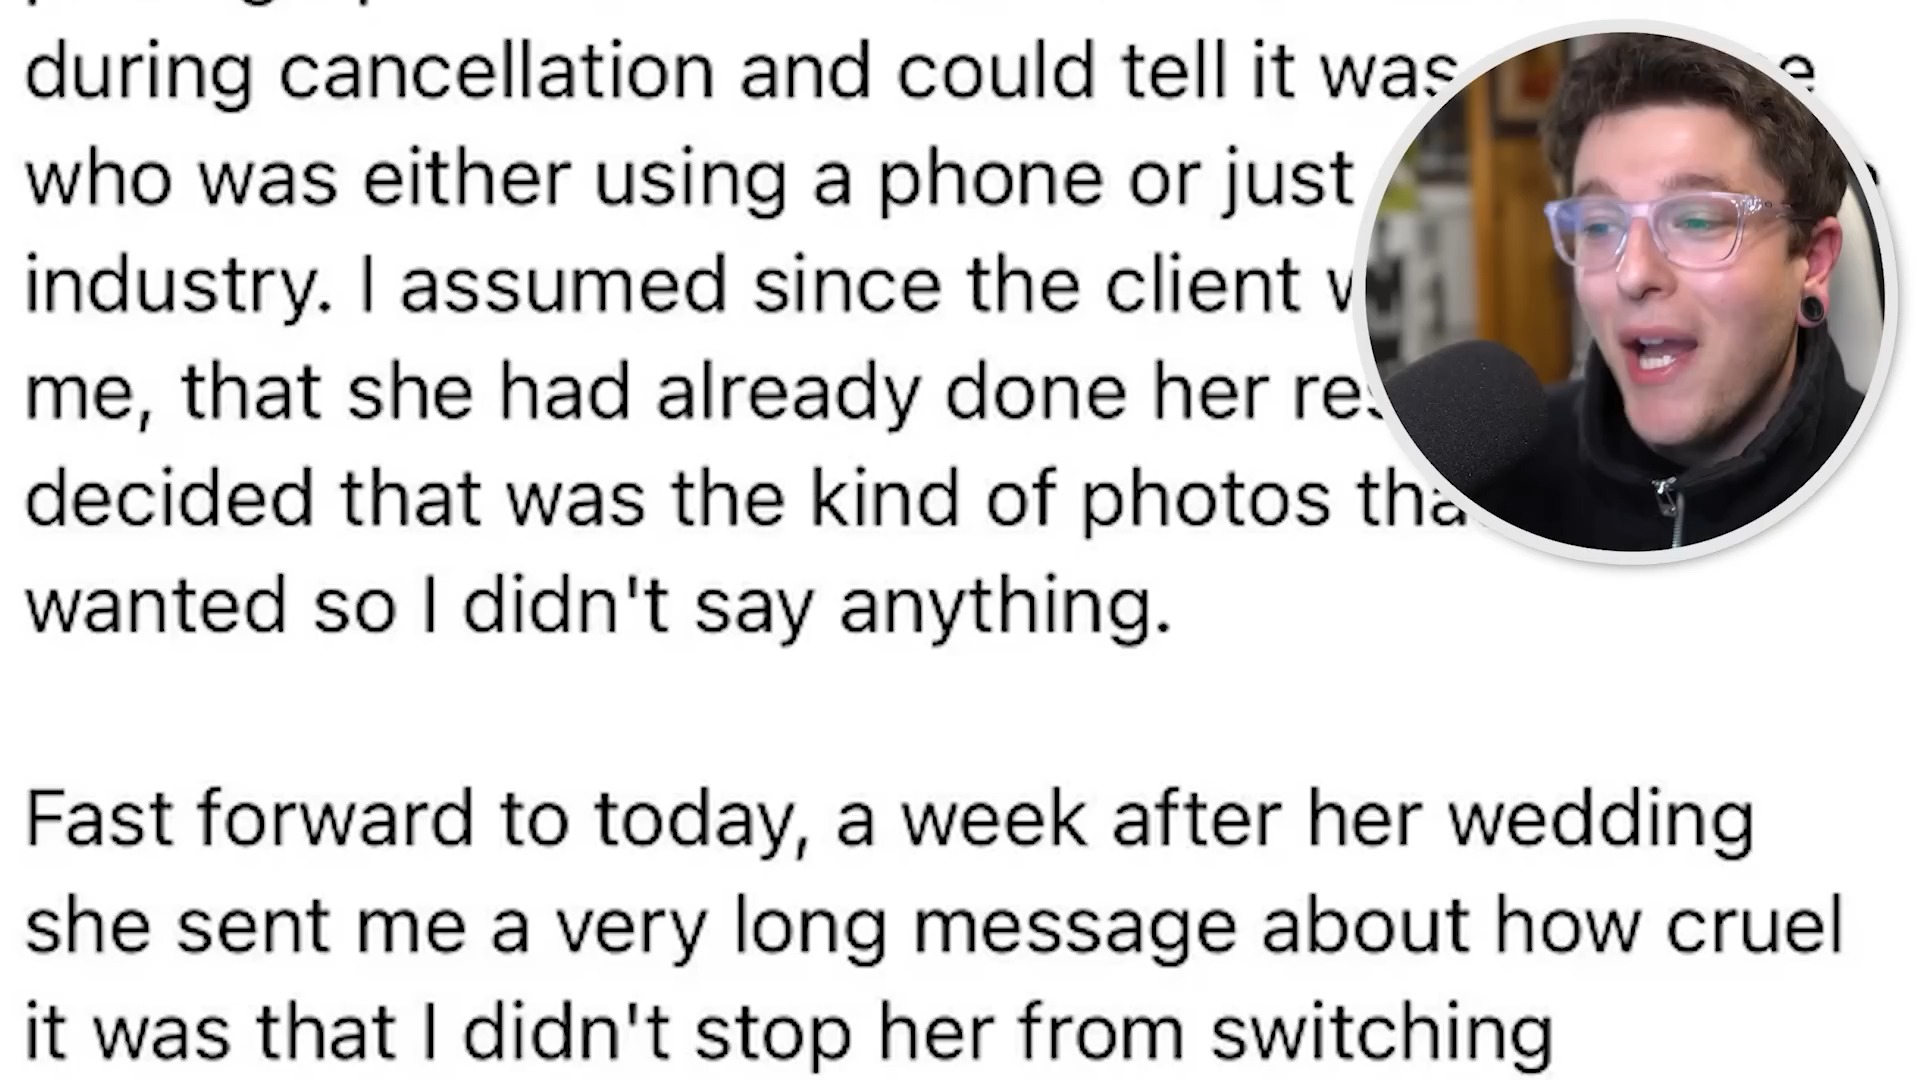 during cancellation and could tell it was
who was either using a phone or just
industry. I assumed since the client
me, that she had already done her
decided that was the kind of photos
wanted so I didn't say anything.
Fast forward to today, a week after her wedding
she sent me a very long message about how cruel
it was that I didn't stop her from switching